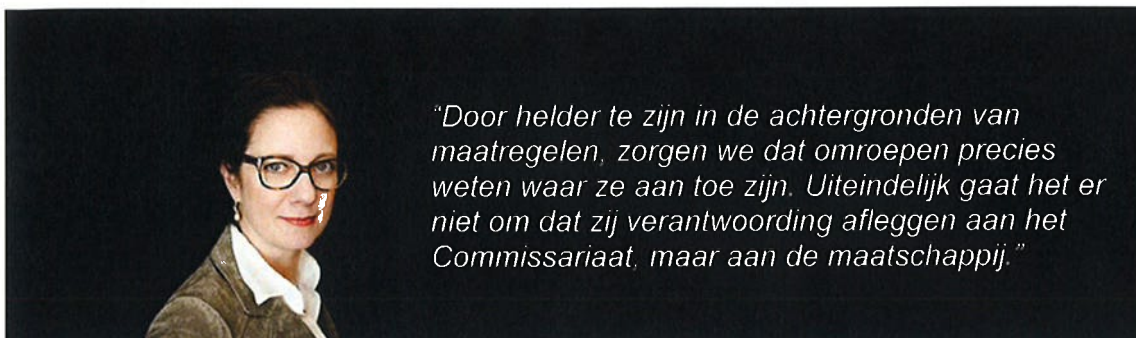 “Door helder te zijn in de achtergronden van
maatregelen, zorgen we dat omroepen precies
weten waar ze aan toe zijn. Uiteindelijk gaat het er
niet om dat zij verantwoording afleggen aan het
Commissariaat, maar aan de maatschappij.”